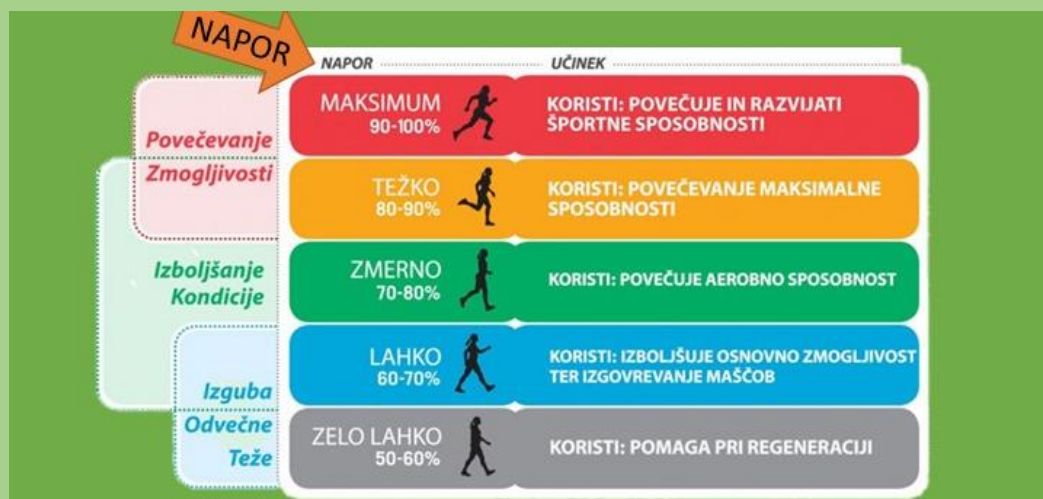 NAPOR
NAPOR UČINEK
MAKSIMUM
90-100%
KORISTI: POVEČUJE IN RAZVIJATI
ŠPORTNE SPOSOBNOSTI
Povečevanje
Zmogljivosti
TEŽKO
80-90%
KORISTI: POVEČEVANJE MAKSIMALNE
SPOSOBNOSTI
Izboljšanje
Kondicije
ZMERNO
70-80%
KORISTI: POVEČUJE AEROBNO SPOSOBNOST
LAHKO
60-70%
KORISTI: IZBOLJŠUJE OSNOVNO ZMOGLJIVOST
TER IZGOVREVANJE MAŠČOB
Izguba
Odvečne
Teže
ZELO LAHKO
50-60%
KORISTI: POMAGA PRI REGENERACIJI